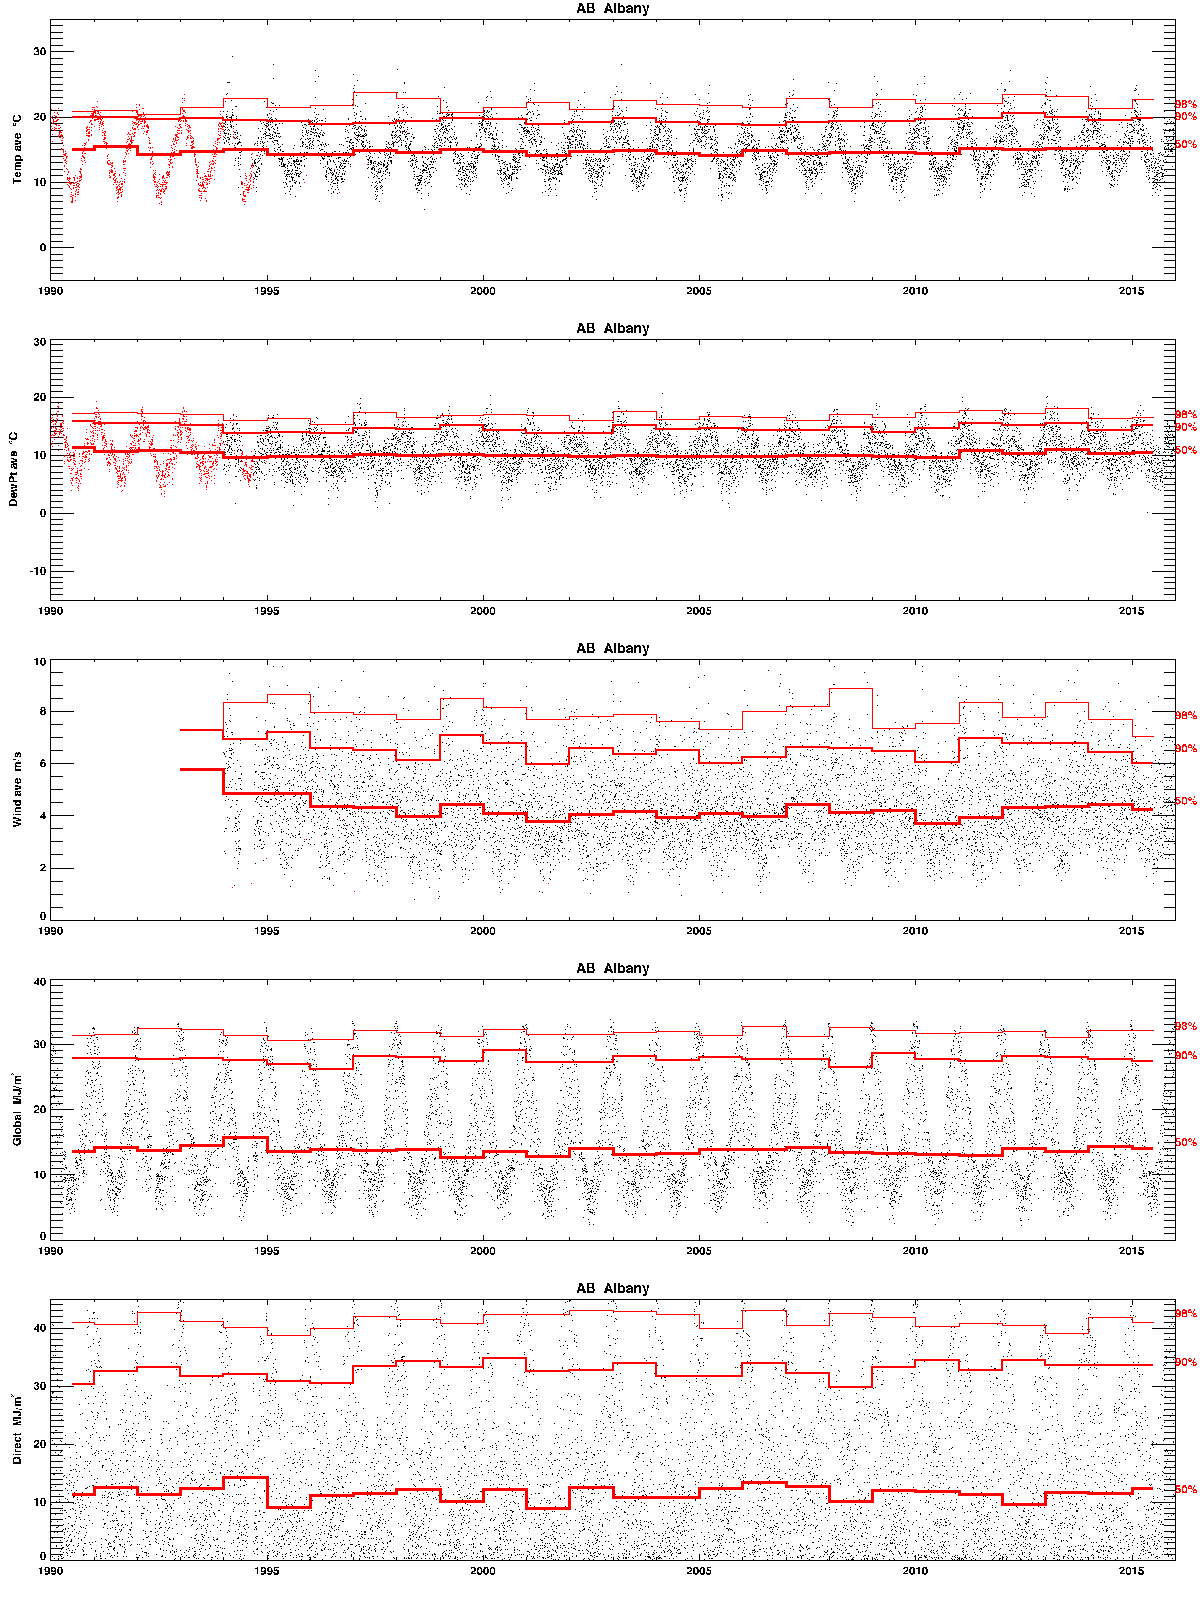 AB Albany
Temp ave °C
30
20
10
0
98%
90%
50%
1990 1995 2000 2005 2010 2015
AB Albany
DewPt ave °C
30
20
10
0
-10
98%
90%
50%
1990 1995 2000 2005 2010 2015
AB Albany
Wind ave m/s
10
8
6
4
2
0
98%
90%
50%
1990 1995 2000 2005 2010 2015
AB Albany
Global MJ/m²
40
30
20
10
0
98%
90%
50%
1990 1995 2000 2005 2010 2015
AB Albany
Direct MJ/m²
40
30
20
10
0
98%
90%
50%
1990 1995 2000 2005 2010 2015